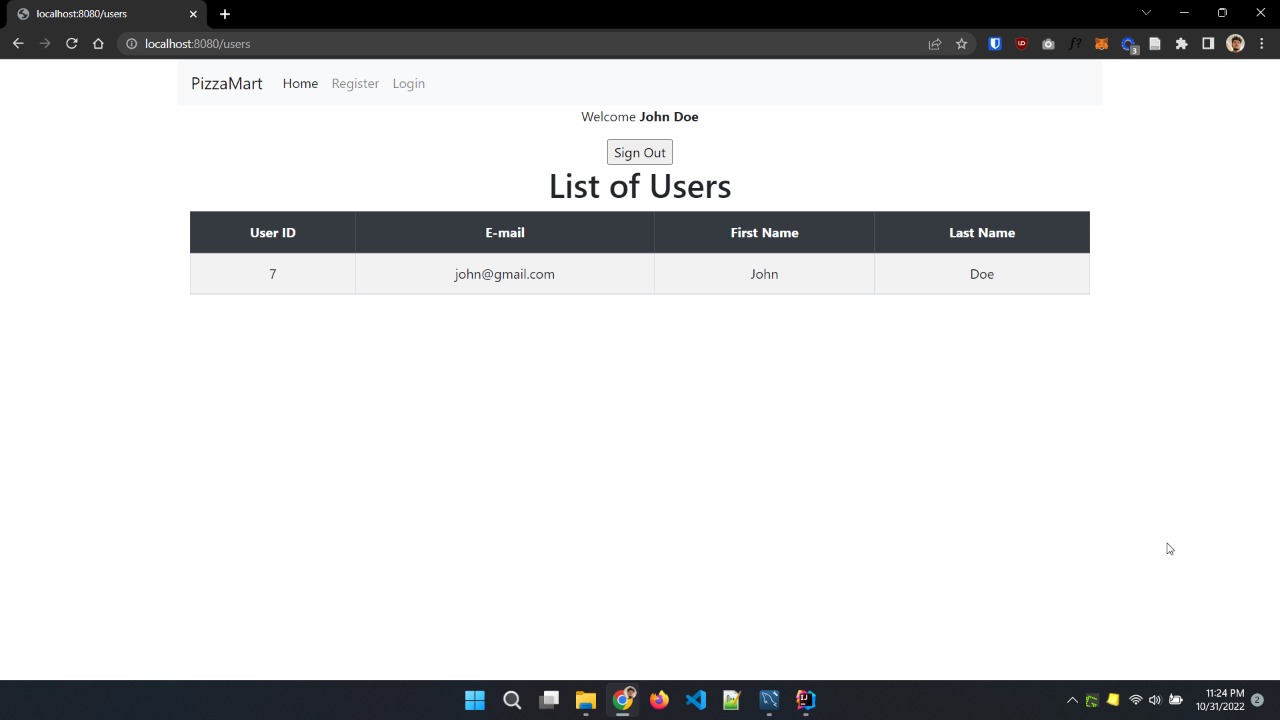 localhost:8080/users
localhost:8080/users
PizzaMart Home Register Login
Welcome John Doe
Sign Out
List of Users
User ID E-mail First Name Last Name
7 john@gmail.com John Doe
11:24 PM
10/31/2022
2